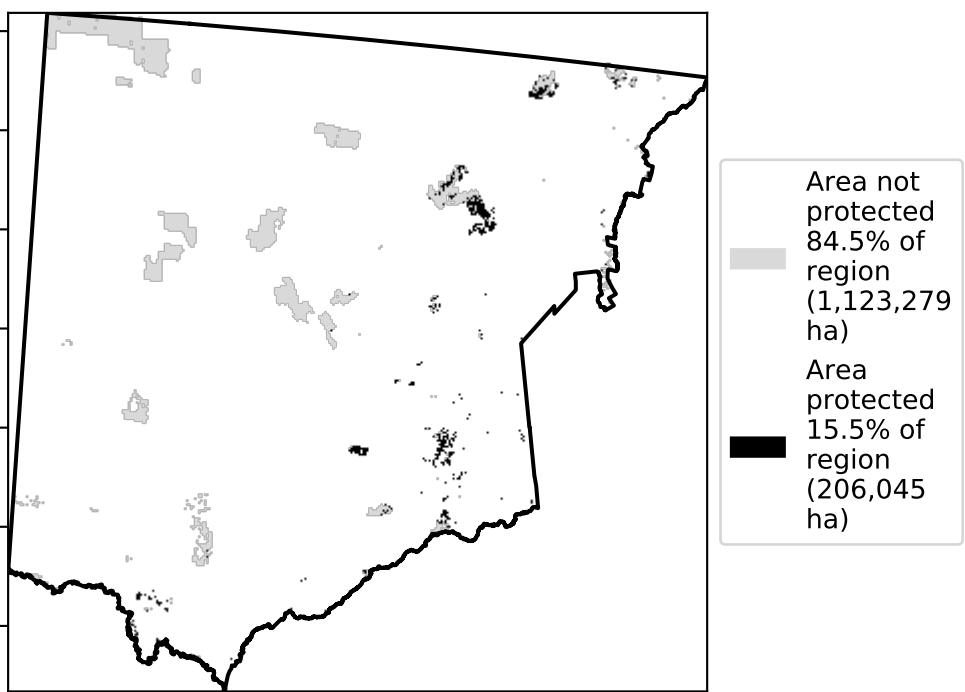 Area not
protected
84.5% of
region
(1,123,279
ha)
Area
protected
15.5% of
region
(206,045
ha)